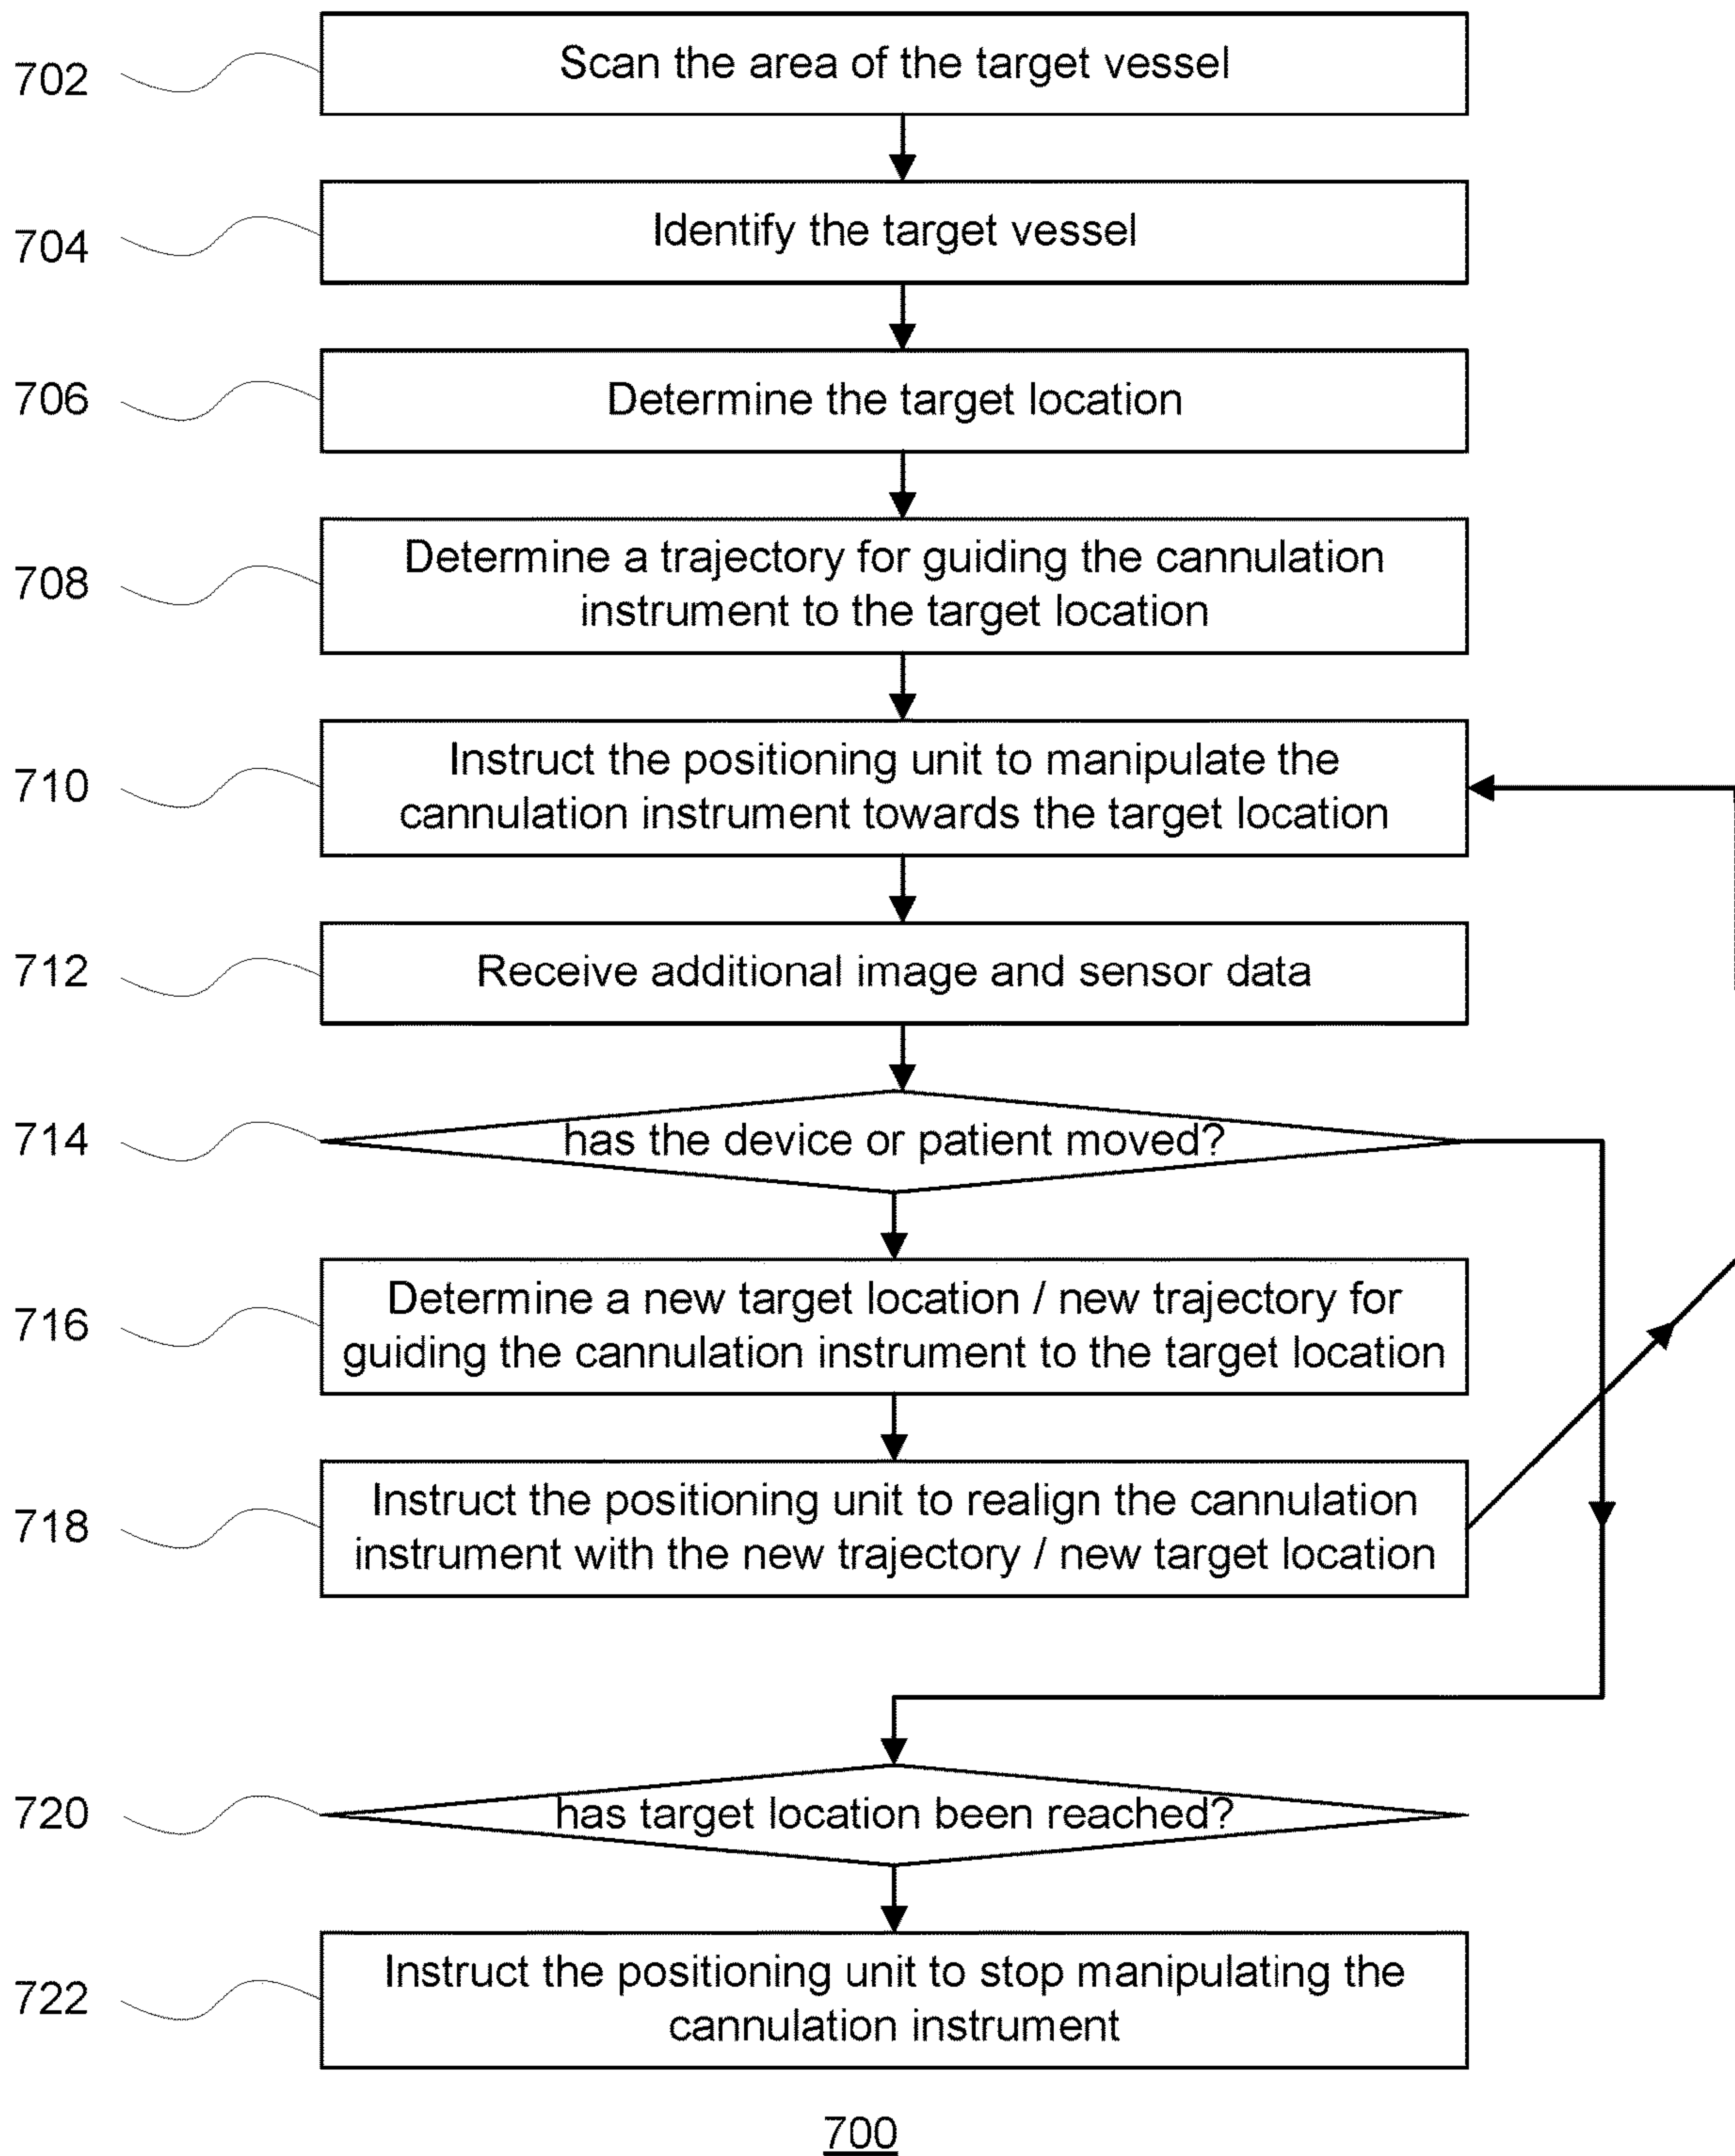 702
Scan the area of the target vessel
704
Identify the target vessel
706
Determine the target location
708
Determine a trajectory for guiding the cannulation
instrument to the target location
710
Instruct the positioning unit to manipulate the
cannulation instrument towards the target location
712
Receive additional image and sensor data
714
has the device or patient moved?
716
Determine a new target location / new trajectory for
guiding the cannulation instrument to the target location
718
Instruct the positioning unit to realign the cannulation
instrument with the new trajectory / new target location
720
has target location been reached?
722
Instruct the positioning unit to stop manipulating the
cannulation instrument
700